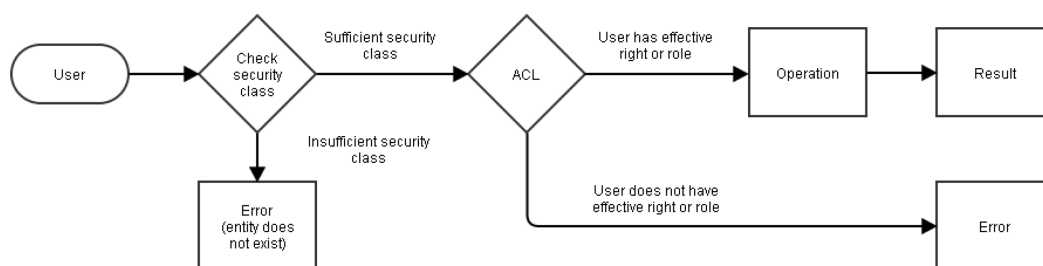 User
Check
security
class
Sufficient security
class
Insufficient security
class
Error
(entity does
not exist)
ACL
User has effective
right or role
Operation
Result
User does not have
effective right or role
Error